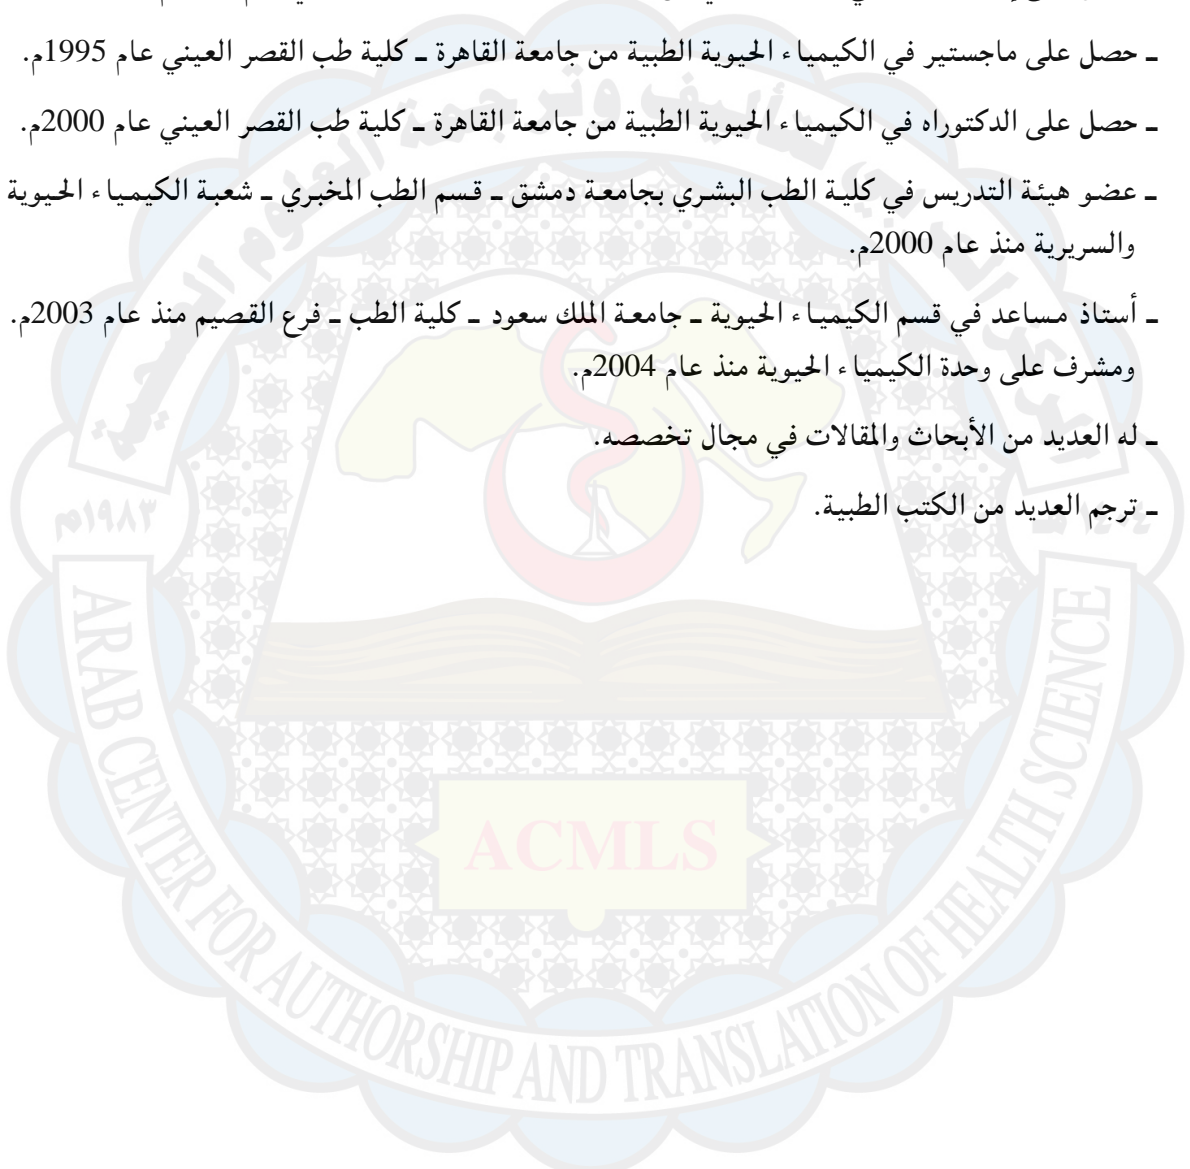 ـ حصل على ماجستير في الكيمياء الحيوية الطبية من جامعة القاهرة ـ كلية طب القصر العيني عام 1995م.
ـ حصل على الدكتوراه في الكيمياء الحيوية الطبية من جامعة القاهرة ـ كلية طب القصر العيني عام 2000م.
ـ عضو هيئة التدريس في كلية الطب البشري بجامعة دمشق ـ قسم الطب المخبري ـ شعبة الكيمياء الحيوية
والسريرية منذ عام 2000م.
ـ أستاذ مساعد في قسم الكيمياء الحيوية ـ جامعة الملك سعود ـ كلية الطب ـ فرع القصيم منذ عام 2003م.
ومشرف على وحدة الكيمياء الحيوية منذ عام 2004م.
ـ له العديد من الأبحاث والمقالات في مجال تخصصه.
ـ ترجم العديد من الكتب الطبية.
١٩٨٣م
ACMLS
ARAB CENTER FOR AUTHORSHIP AND TRANSLATION OF HEALTH SCIENCE